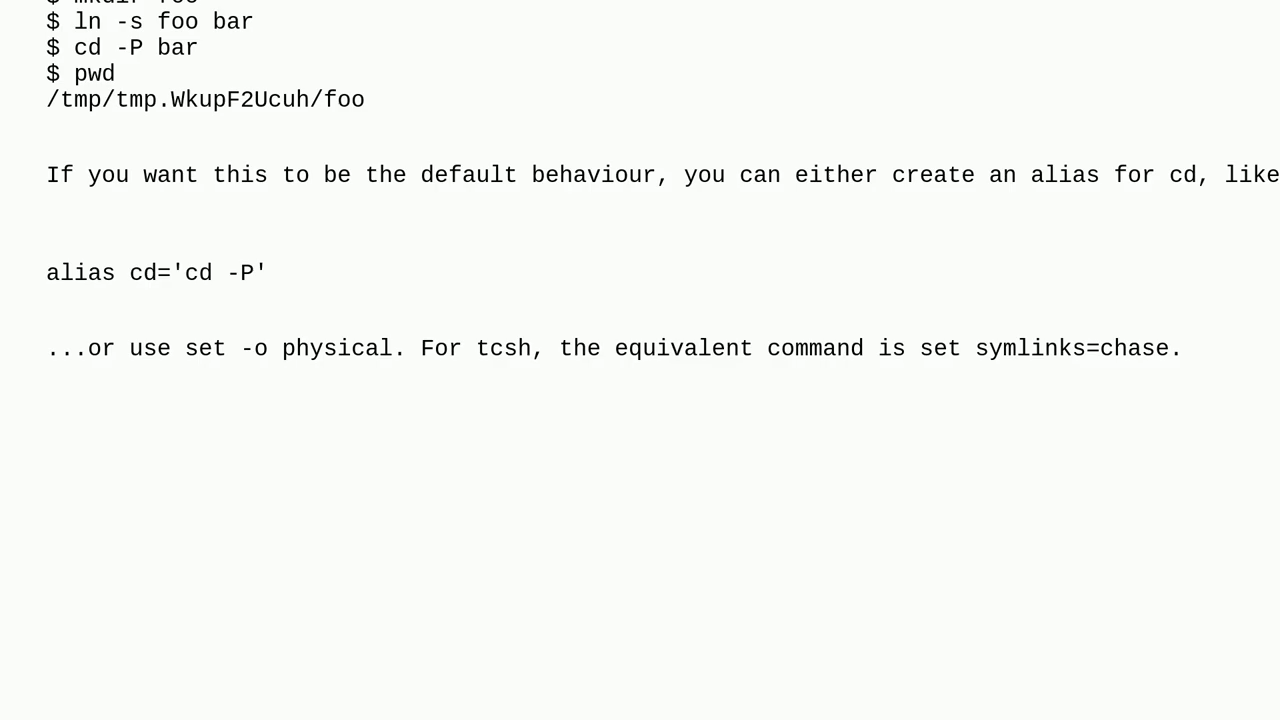 $ mkdir foo
$ ln -s foo bar
$ cd -P bar
$ pwd
/tmp/tmp.WkupF2Ucuh/foo
If you want this to be the default behaviour, you can either create an alias for cd, like
alias cd='cd -P'
...or use set -o physical. For tcsh, the equivalent command is set symlinks=chase.